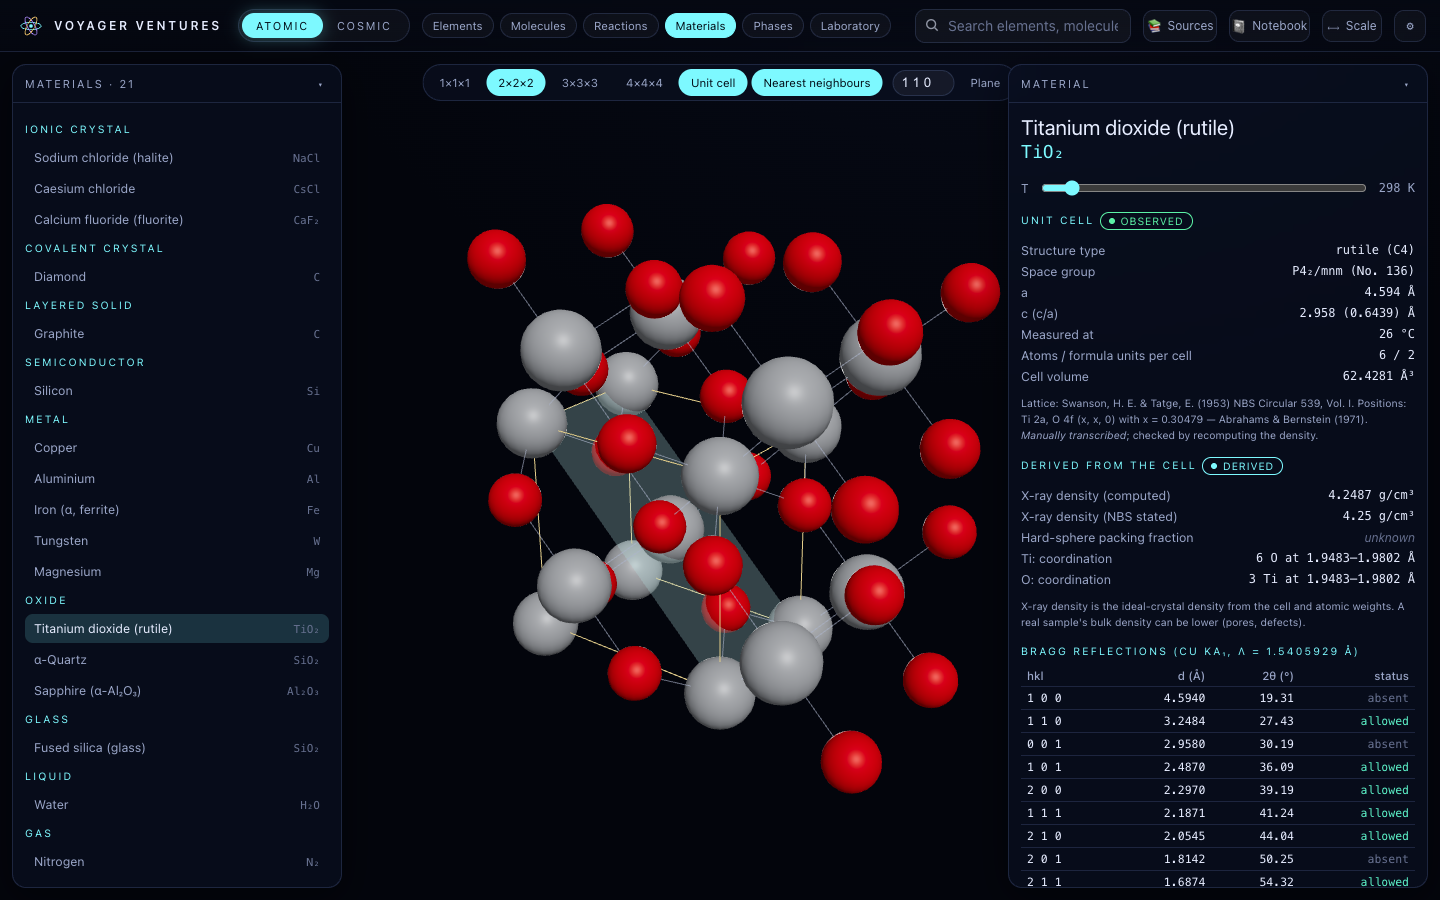 VOYAGER VENTURES
ATOMIC COSMIC
Elements Molecules Reactions Materials Phases Laboratory
Search elements, molecule
📚 Sources 📓 Notebook ⟷ Scale ⚙
MATERIALS · 21 ▾
IONIC CRYSTAL
Sodium chloride (halite) NaCl
Caesium chloride CsCl
Calcium fluoride (fluorite) CaF₂
COVALENT CRYSTAL
Diamond C
LAYERED SOLID
Graphite C
SEMICONDUCTOR
Silicon Si
METAL
Copper Cu
Aluminium Al
Iron (α, ferrite) Fe
Tungsten W
Magnesium Mg
OXIDE
Titanium dioxide (rutile) TiO₂
α-Quartz SiO₂
Sapphire (α-Al₂O₃) Al₂O₃
GLASS
Fused silica (glass) SiO₂
LIQUID
Water H₂O
GAS
Nitrogen N₂
1×1×1 2×2×2 3×3×3 4×4×4 Unit cell Nearest neighbours 1 1 0 Plane
MATERIAL ▾
Titanium dioxide (rutile)
TiO₂
T 298 K
UNIT CELL OBSERVED
Structure type rutile (C4)
Space group P4₂/mnm (No. 136)
a 4.594 Å
c (c/a) 2.958 (0.6439) Å
Measured at 26 °C
Atoms / formula units per cell 6 / 2
Cell volume 62.4281 Å³
Lattice: Swanson, H. E. & Tatge, E. (1953) NBS Circular 539, Vol. I. Positions:
Ti 2a, O 4f (x, x, 0) with x = 0.30479 — Abrahams & Bernstein (1971).
Manually transcribed; checked by recomputing the density.
DERIVED FROM THE CELL DERIVED
X-ray density (computed) 4.2487 g/cm³
X-ray density (NBS stated) 4.25 g/cm³
Hard-sphere packing fraction unknown
Ti: coordination 6 O at 1.9483–1.9802 Å
O: coordination 3 Ti at 1.9483–1.9802 Å
X-ray density is the ideal-crystal density from the cell and atomic weights. A
real sample's bulk density can be lower (pores, defects).
BRAGG REFLECTIONS (CU KΑ₁, Λ = 1.5405929 Å)
hkl d (Å) 2θ (°) status
1 0 0 4.5940 19.31 absent
1 1 0 3.2484 27.43 allowed
0 0 1 2.9580 30.19 absent
1 0 1 2.4870 36.09 allowed
2 0 0 2.2970 39.19 allowed
1 1 1 2.1871 41.24 allowed
2 1 0 2.0545 44.04 allowed
2 0 1 1.8142 50.25 absent
2 1 1 1.6874 54.32 allowed